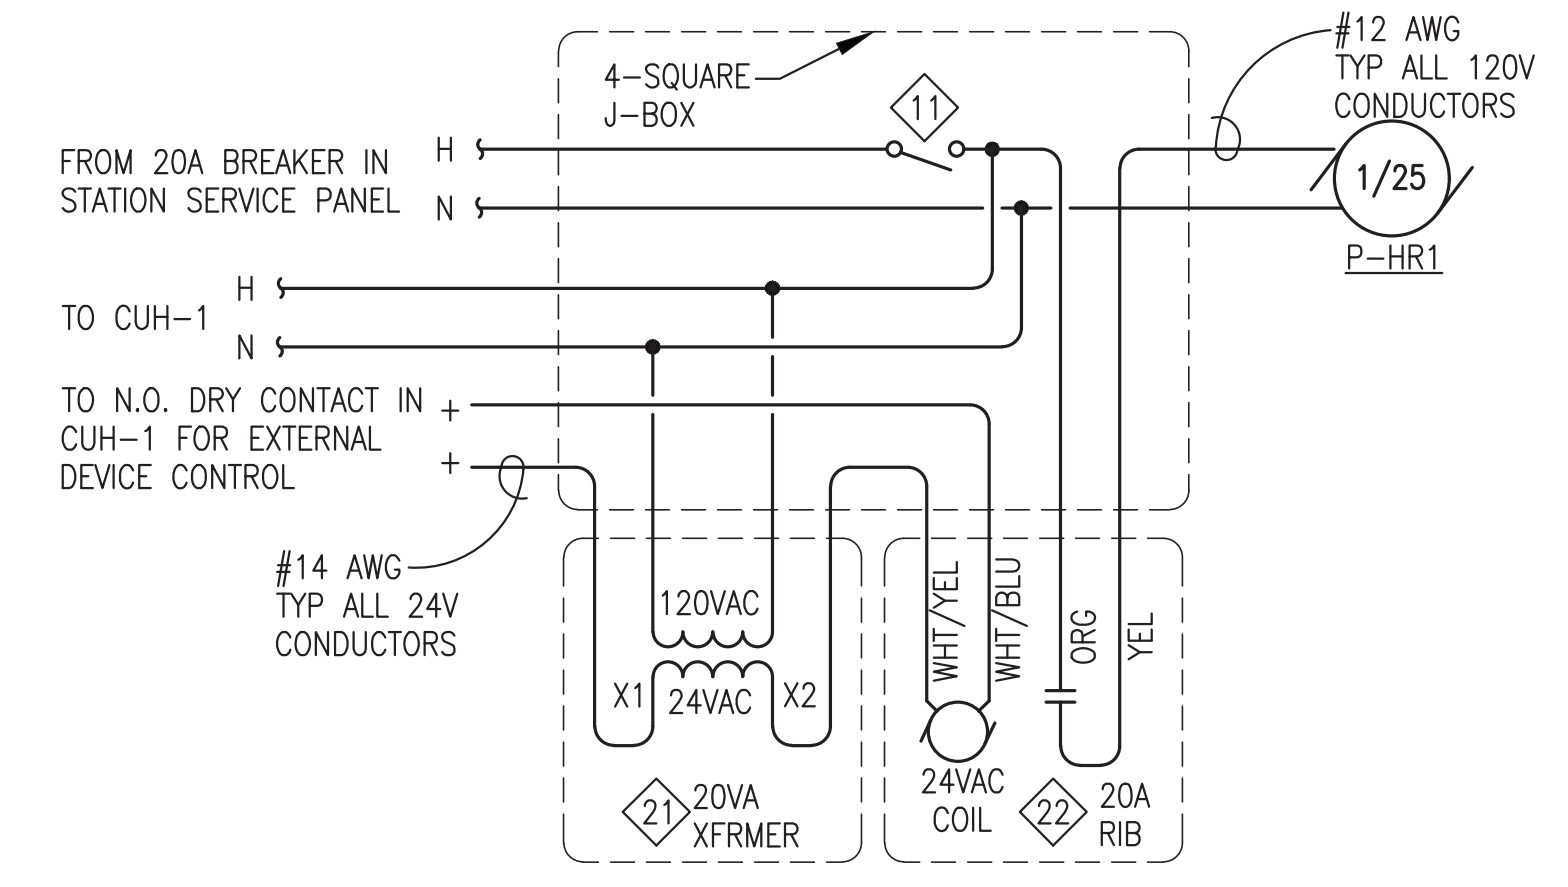 #12 AWG
TYP ALL 120V
CONDUCTORS
4-SQUARE
J-BOX
11
FROM 20A BREAKER IN
STATION SERVICE PANEL
H
N
1/25
P-HR1
TO CUH-1
H
N
TO N.O. DRY CONTACT IN
CUH-1 FOR EXTERNAL
DEVICE CONTROL
+
+
#14 AWG
TYP ALL 24V
CONDUCTORS
120VAC
X1
24VAC
X2
WHT/YEL
WHT/BLU
ORG
YEL
21
20VA
XFRMER
24VAC
COIL
22
20A
RIB